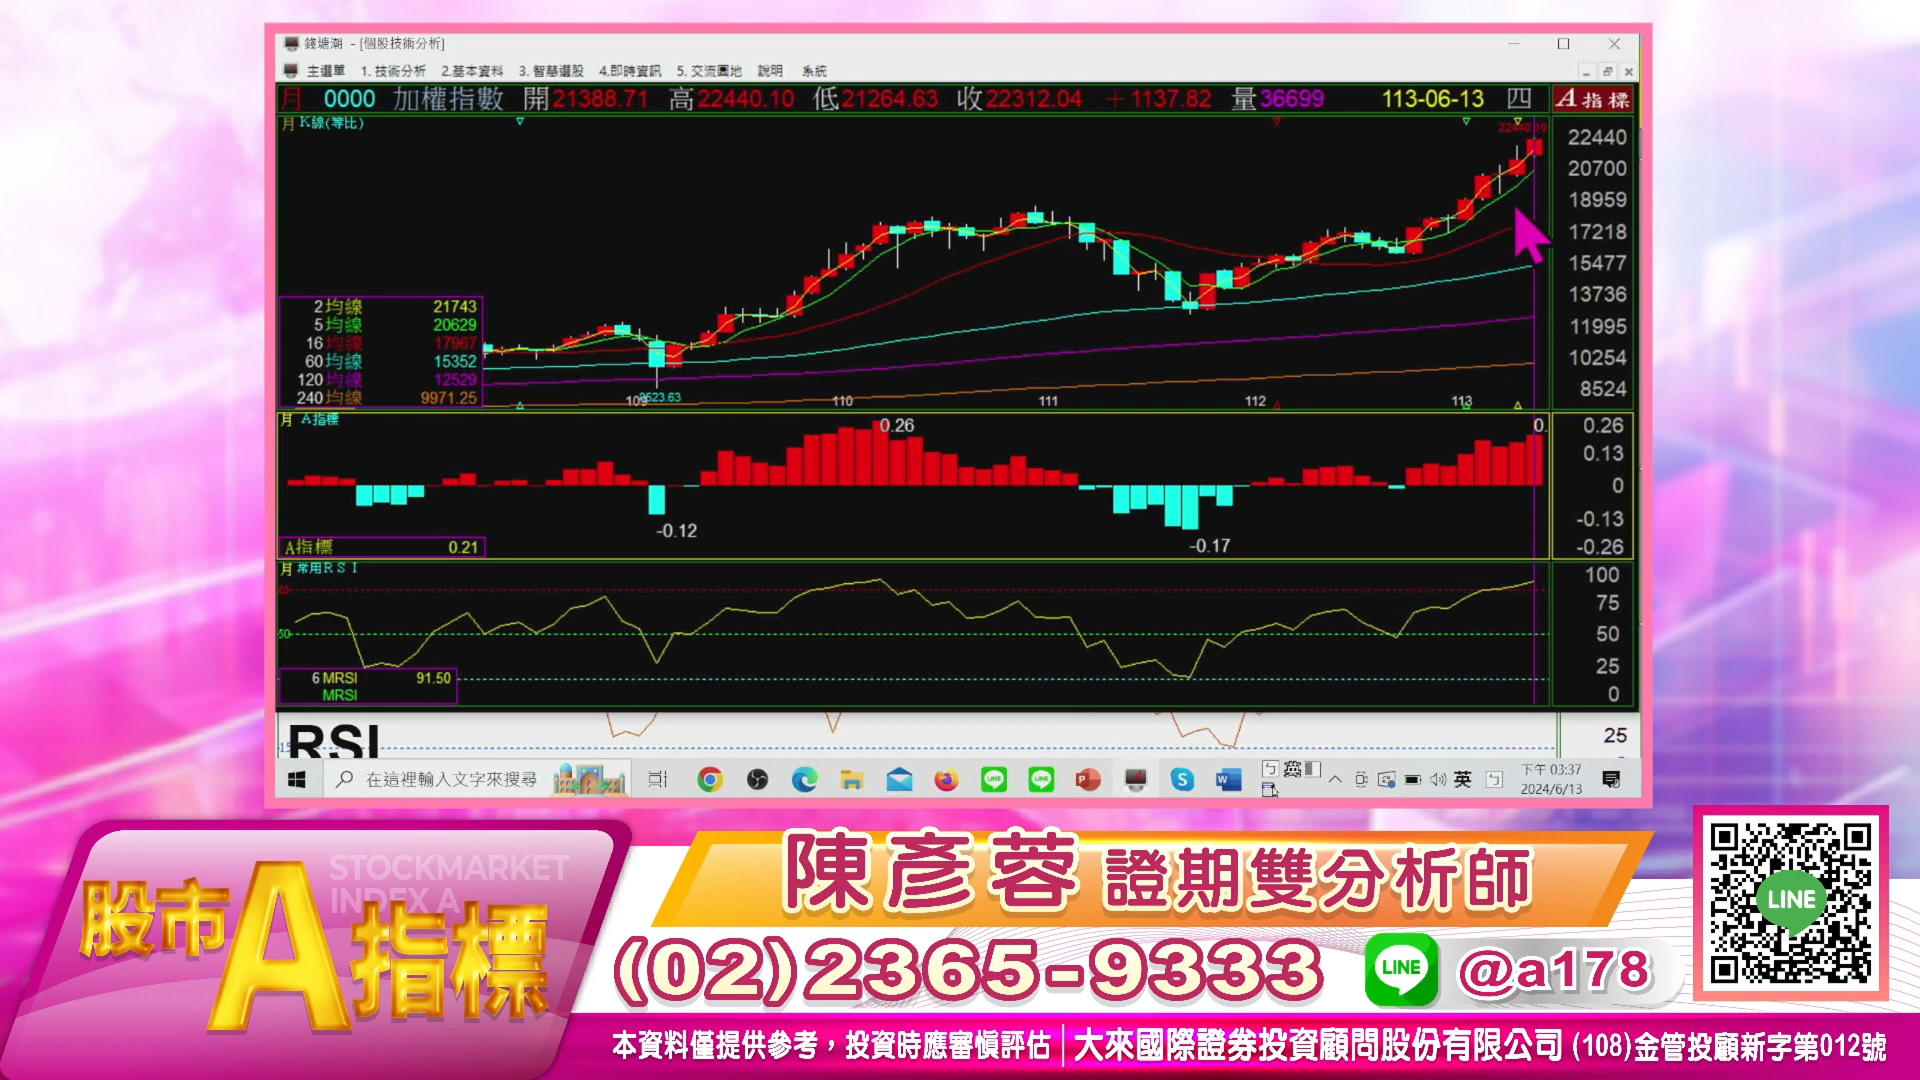 錢塘潮 - [個股技術分析]
主選單 1.技術分析 2.基本資料 3.智慧選股 4.即時資訊 5.交流園地 說明 系統
月 0000 加權指數 開21388.71 高22440.10 低21264.63 收22312.04 +1137.82 量36699 113-06-13 四 A指標
月K線(等比)
22440.10
22440
20700
18959
17218
15477
13736
11995
10254
8524
2均線 21743
5均線 20629
16均線 17967
60均線 15352
120均線 12529
240均線 9971.25
8523.63
109 110 111 112 113
月 A指標
0.26
0.
-0.12
-0.17
0.26
0.13
0
-0.13
-0.26
A指標 0.21
月 常用RSI
85
50
100
75
50
25
0
6 MRSI 91.50
MRSI
RSI
15
25
在這裡輸入文字來搜尋
LINE LINE
英
下午 03:37
2024/6/13
股市A指標
STOCKMARKET
INDEX A
陳彥蓉 證期雙分析師
(02)2365-9333
LINE @a178
LINE
本資料僅提供參考,投資時應審慎評估 | 大來國際證券投資顧問股份有限公司 (108)金管投顧新字第012號